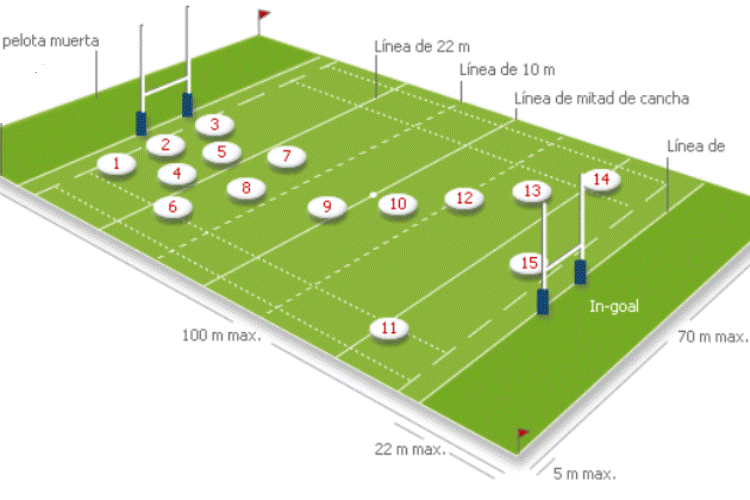 pelota muerta
Línea de 22 m
Línea de 10 m
Línea de mitad de cancha
Línea de
3
2
5
7
1
4
14
8
13
12
6
9
10
15
In-goal
11
100 m max.
70 m max.
22 m max.
5 m max.